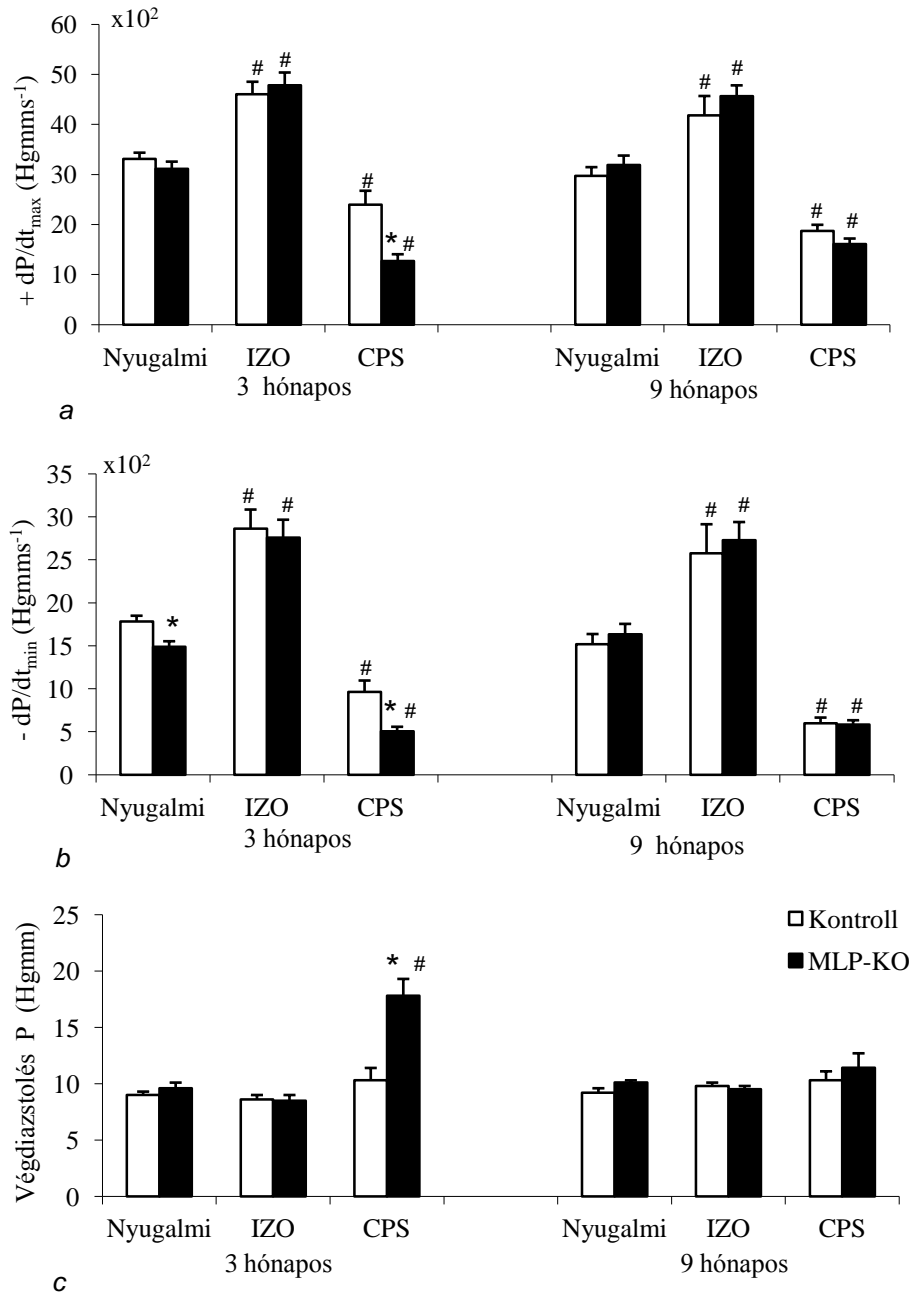 x10²
60
50
40
30
20
10
0
+ dP/dtmax (Hgmms⁻¹)
# # # * # # # # #
Nyugalmi IZO CPS Nyugalmi IZO CPS
3 hónapos 9 hónapos
a
x10²
35
30
25
20
15
10
5
0
- dP/dtmin (Hgmms⁻¹)
* # # # * # # # # #
Nyugalmi IZO CPS Nyugalmi IZO CPS
3 hónapos 9 hónapos
b
25
20
15
10
5
0
Végdiazstolés P (Hgmm)
* #
Kontroll
MLP-KO
Nyugalmi IZO CPS Nyugalmi IZO CPS
3 hónapos 9 hónapos
c